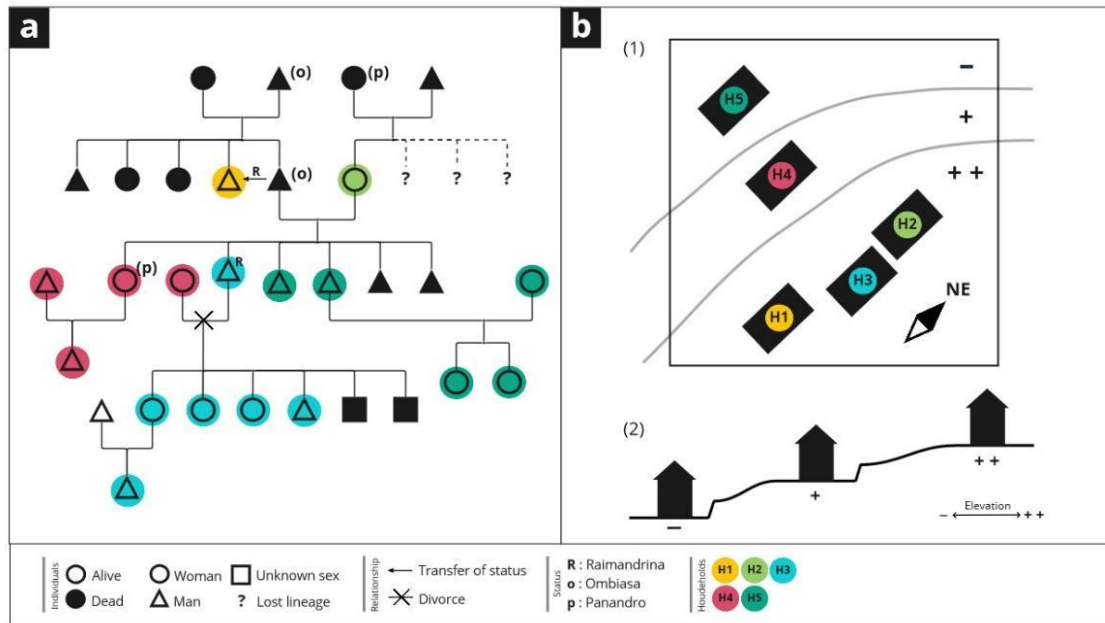 a
(o)
(p)
R
(o)
?
?
?
(p)
R
b
(1)
−
+
+ +
H5
H4
H2
H3
H1
NE
(2)
−
+
+ +
− Elevation + +
Individuals
Alive
Woman
Unknown sex
Dead
Man
? Lost lineage
Relationship
Transfer of status
Divorce
Status
R : Raimandrina
o : Ombiasa
p : Panandro
Houdeholds
H1 H2 H3
H4 H5